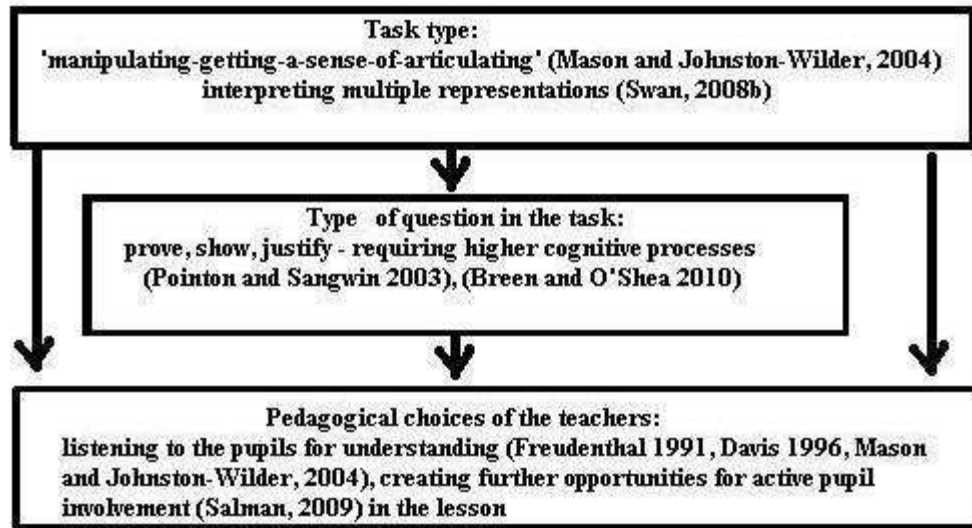 Task type:
'manipulating-getting-a-sense-of-articulating' (Mason and Johnston-Wilder, 2004)
interpreting multiple representations (Swan, 2008b)
Type of question in the task:
prove, show, justify - requiring higher cognitive processes
(Pointon and Sangwin 2003), (Breen and O'Shea 2010)
Pedagogical choices of the teachers:
listening to the pupils for understanding (Freudenthal 1991, Davis 1996, Mason
and Johnston-Wilder, 2004), creating further opportunities for active pupil
involvement (Salman, 2009) in the lesson